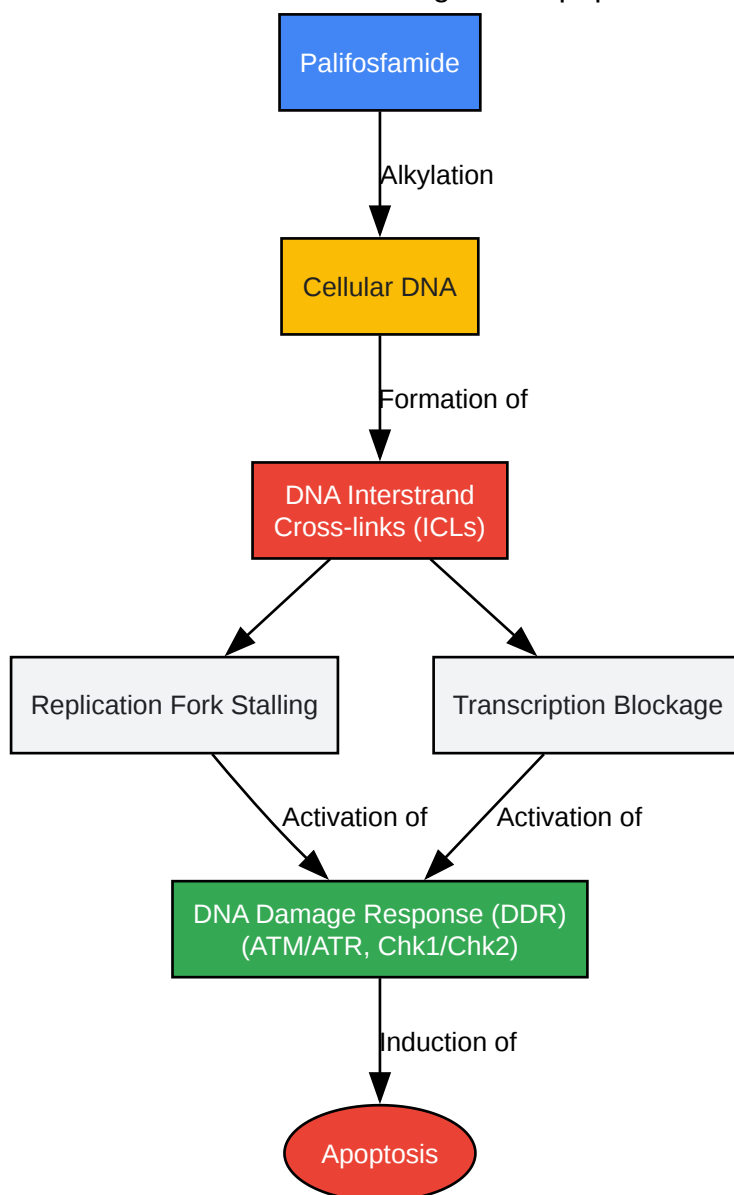 Palifosfamide
Alkylation
Cellular DNA
Formation of
DNA Interstrand
Cross-links (ICLs)
Replication Fork Stalling
Transcription Blockage
Activation of
Activation of
DNA Damage Response (DDR)
(ATM/ATR, Chk1/Chk2)
Induction of
Apoptosis